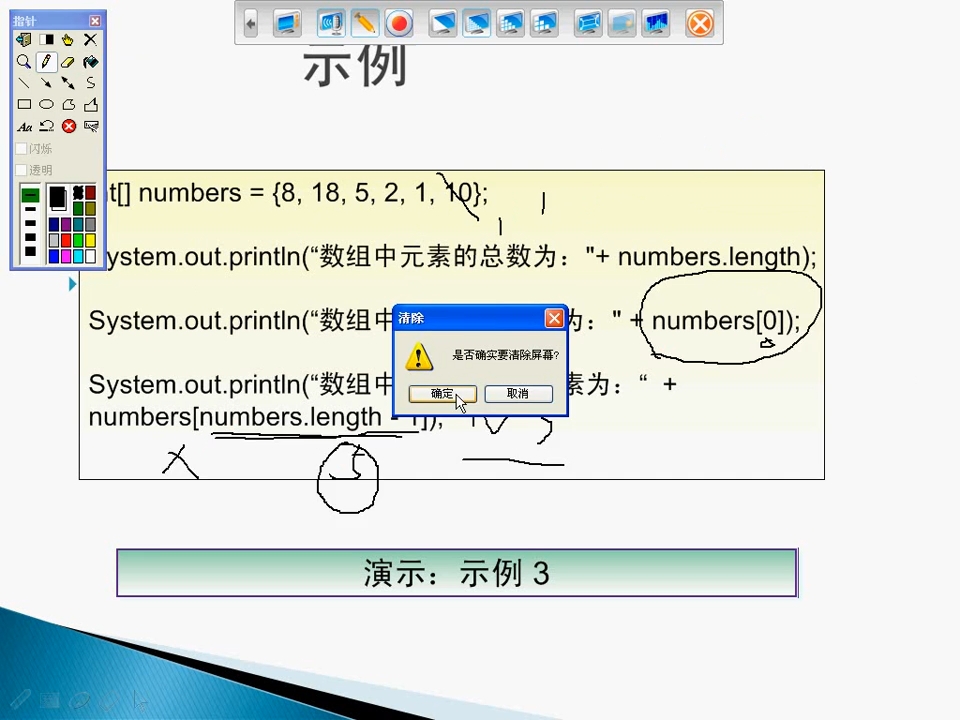 指针
闪烁
透明
示例
t[] numbers = {8, 18, 5, 2, 1, 10};
ystem.out.println(“数组中元素的总数为："+ numbers.length);
System.out.println(“数组中 为：" + numbers[0]);
System.out.println(“数组中 素为：“ +
numbers[numbers.length - 1]);
清除
是否确实要清除屏幕?
确定
取消
5
演示：示例 3